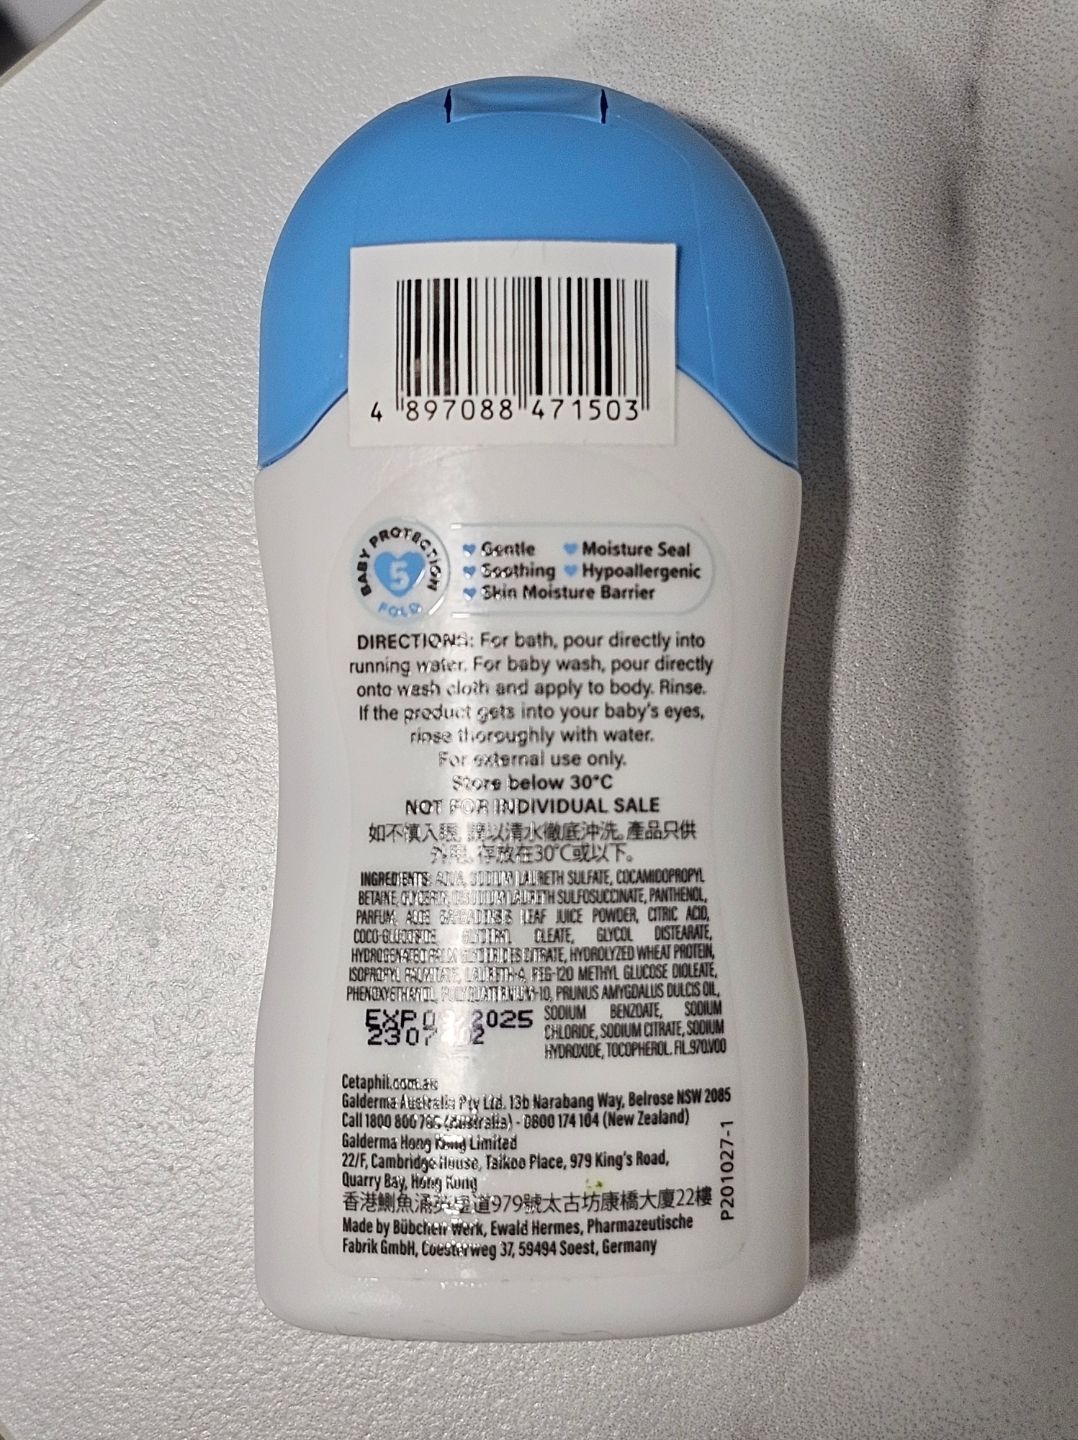 4 897088 471503
BABY PROTECTION
5
FOLD
Gentle Moisture Seal
Soothing Hypoallergenic
Skin Moisture Barrier
DIRECTIONS: For bath, pour directly into
running water. For baby wash, pour directly
onto wash cloth and apply to body. Rinse.
If the product gets into your baby's eyes,
rinse thoroughly with water.
For external use only.
Store below 30°C
NOT FOR INDIVIDUAL SALE
如不慎入眼,請以清水徹底沖洗。產品只供
外用。存放在30°C或以下。
INGREDIENTS: AQUA, SODIUM LAURETH SULFATE, COCAMIDOPROPYL
BETAINE, GLYCERIN, DISODIUM LAURETH SULFOSUCCINATE, PANTHENOL,
PARFUM, ALOE BARBADENSIS LEAF JUICE POWDER, CITRIC ACID,
COCO-GLUCOSIDE, GLYCERYL OLEATE, GLYCOL DISTEARATE,
HYDROGENATED PALM GLYCERIDES CITRATE, HYDROLYZED WHEAT PROTEIN,
ISOPROPYL PALMITATE, LAURETH-4, PEG-120 METHYL GLUCOSE DIOLEATE,
PHENOXYETHANOL, POLYQUATERNIUM-10, PRUNUS AMYGDALUS DULCIS OIL,
SODIUM BENZOATE, SODIUM
CHLORIDE, SODIUM CITRATE, SODIUM
HYDROXIDE, TOCOPHEROL. FIL.970.V00
EXP 2025
Cetaphil.com.au
Galderma Australia Pty Ltd. 13b Narabang Way, Belrose NSW 2085
Call 1800 800 765 (Australia) - 0800 174 104 (New Zealand)
Galderma Hong Kong Limited
22/F, Cambridge House, Taikoo Place, 979 King's Road,
Quarry Bay, Hong Kong
香港鰂魚涌英皇道979號太古坊康橋大廈22樓
Made by Bübchen Werk, Ewald Hermes, Pharmazeutische
Fabrik GmbH, Coesterweg 37, 59494 Soest, Germany
P201027-1